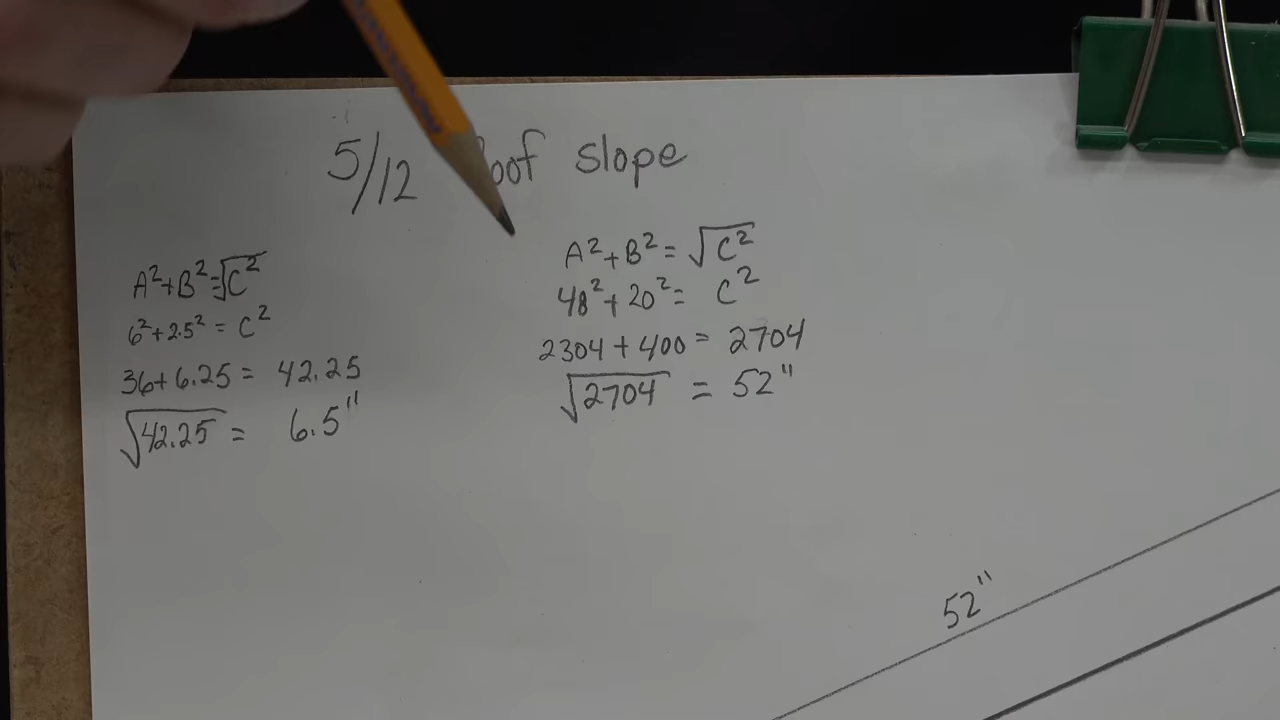 5/12 Roof slope
A²+B²=√C²
6²+2.5²= C²
36+6.25= 42.25
√42.25 = 6.5"
A²+B²= √C²
48²+20²= C²
2304+400= 2704
√2704 = 52"
52"